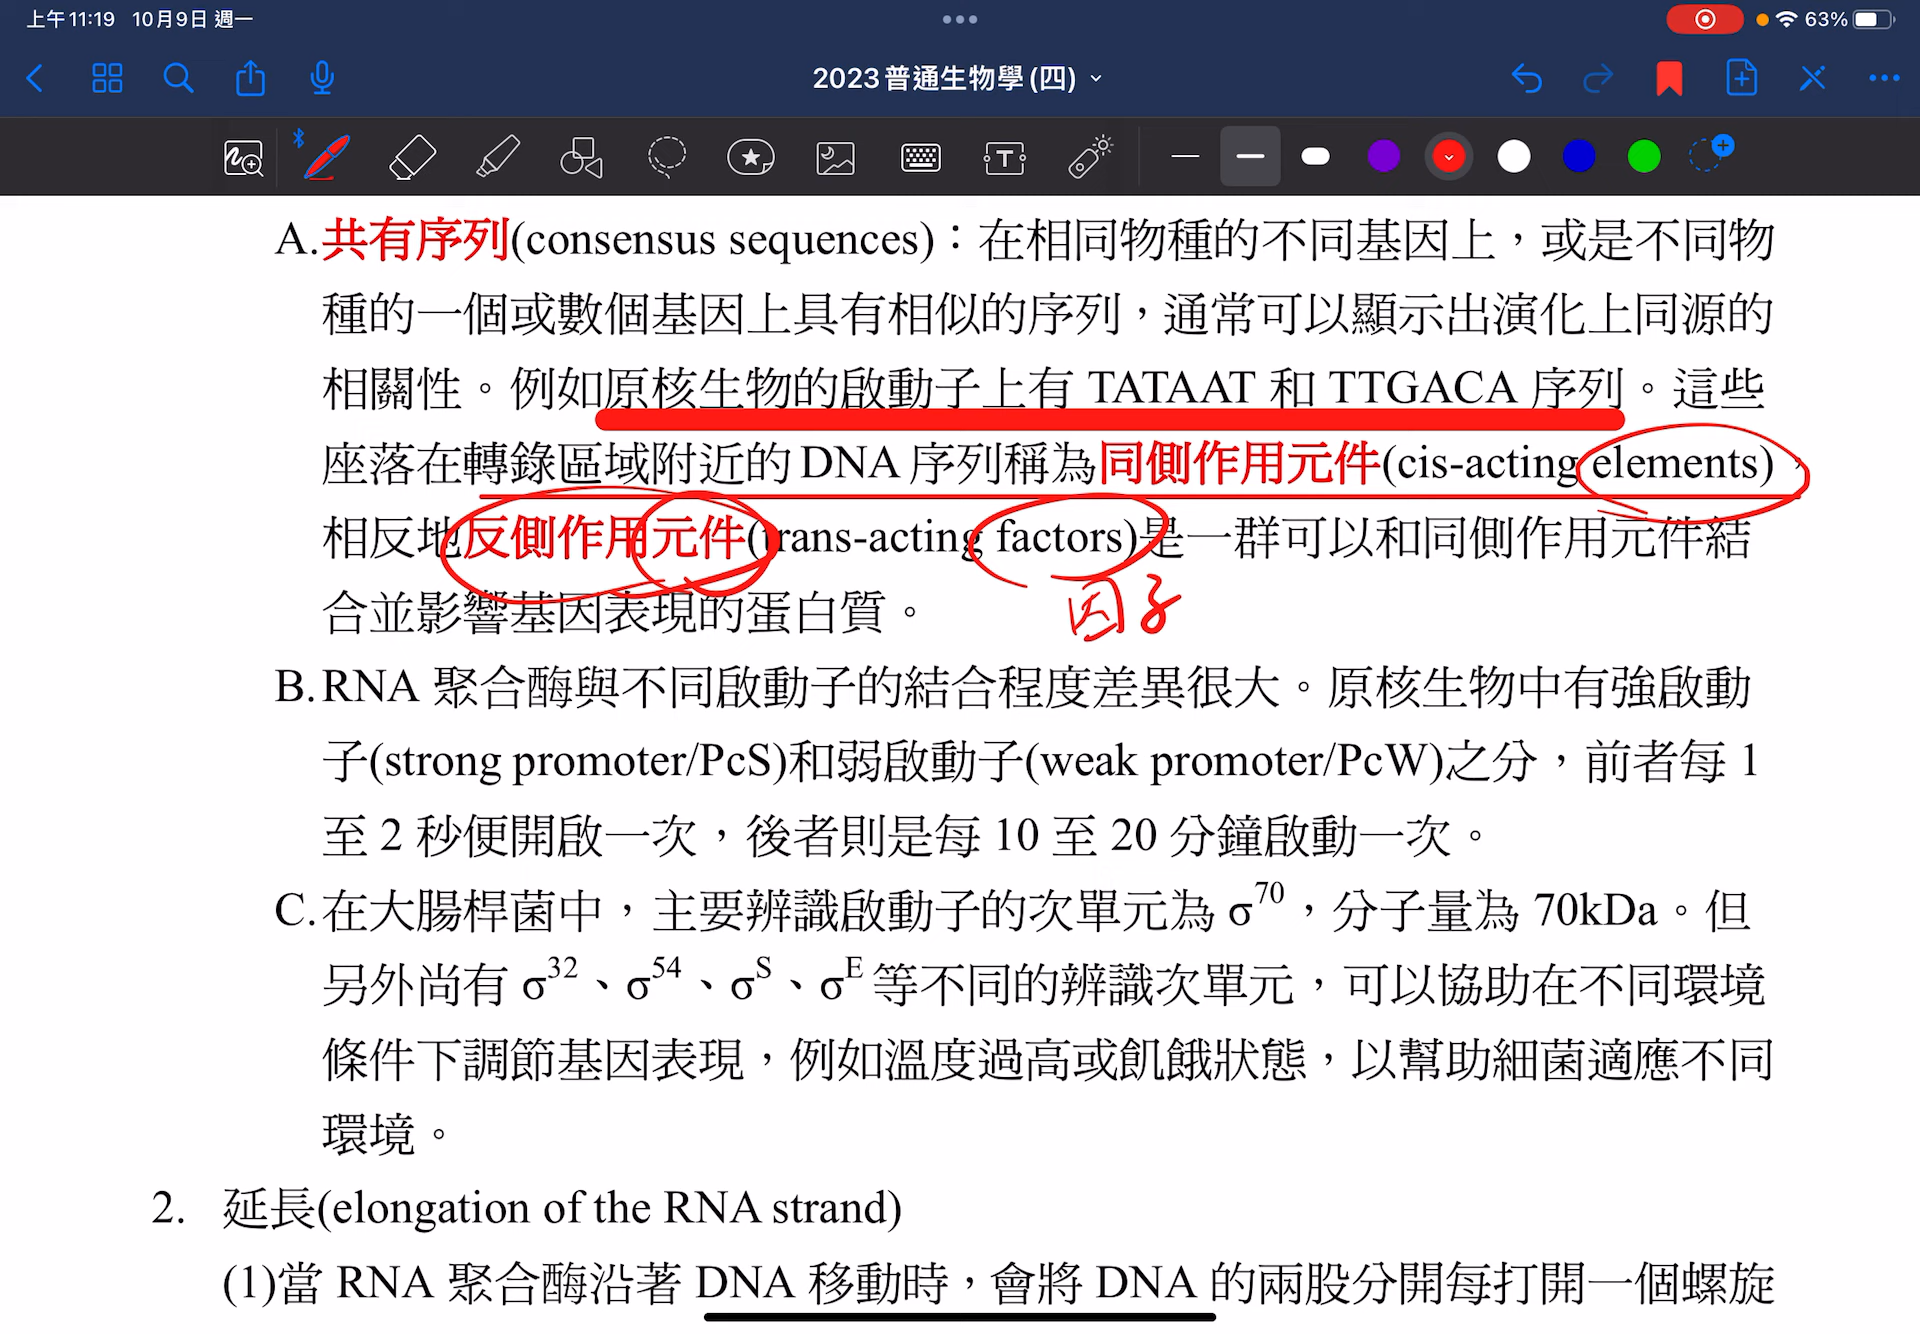 上午11:19 10月9日 週一
63%
2023普通生物學(四)
A.共有序列(consensus sequences)：在相同物種的不同基因上，或是不同物
種的一個或數個基因上具有相似的序列，通常可以顯示出演化上同源的
相關性。例如原核生物的啟動子上有 TATAAT 和 TTGACA 序列。這些
座落在轉錄區域附近的 DNA 序列稱為同側作用元件(cis-acting elements)，
相反地反側作用元件(trans-acting factors)是一群可以和同側作用元件結
合並影響基因表現的蛋白質。
因子
B.RNA 聚合酶與不同啟動子的結合程度差異很大。原核生物中有強啟動
子(strong promoter/PcS)和弱啟動子(weak promoter/PcW)之分，前者每 1
至 2 秒便開啟一次，後者則是每 10 至 20 分鐘啟動一次。
C.在大腸桿菌中，主要辨識啟動子的次單元為 σ⁷⁰，分子量為 70kDa。但
另外尚有 σ³²、σ⁵⁴、σˢ、σᴱ 等不同的辨識次單元，可以協助在不同環境
條件下調節基因表現，例如溫度過高或飢餓狀態，以幫助細菌適應不同
環境。
2. 延長(elongation of the RNA strand)
(1)當 RNA 聚合酶沿著 DNA 移動時，會將 DNA 的兩股分開每打開一個螺旋